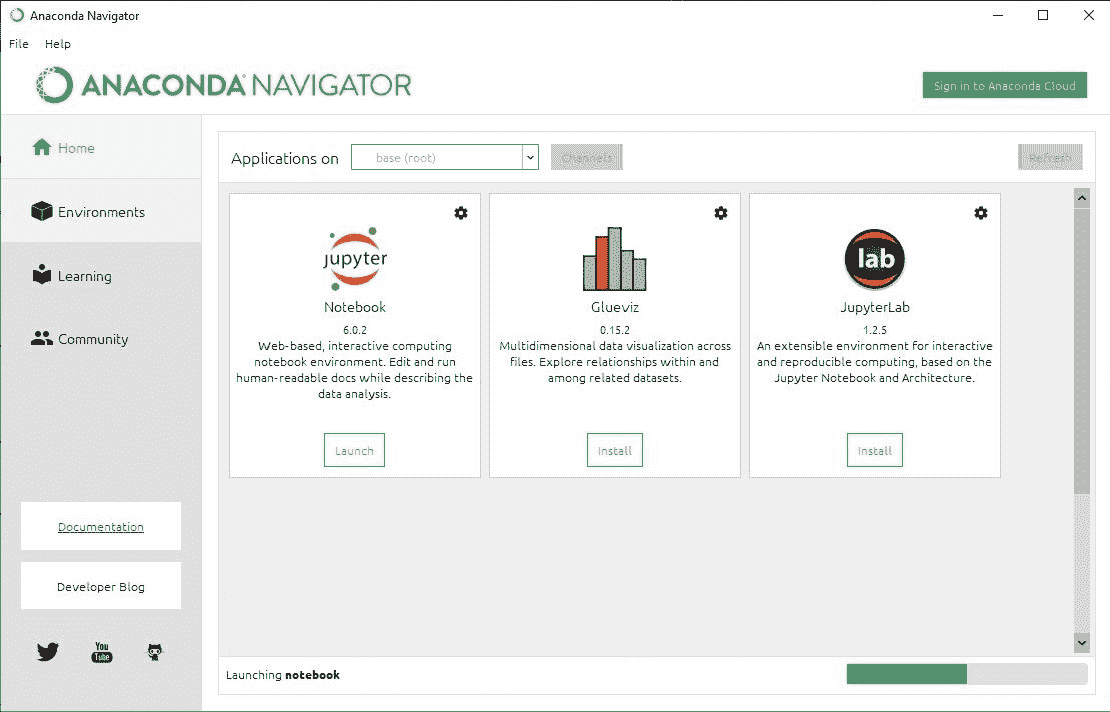 Anaconda Navigator
File Help
ANACONDA NAVIGATOR
Sign in to Anaconda Cloud
Home
Environments
Learning
Community
Documentation
Developer Blog
You
Tube
Applications on base (root) Channels Refresh
jupyter
Notebook
6.0.2
Web-based, interactive computing
notebook environment. Edit and run
human-readable docs while describing the
data analysis.
Launch
Glueviz
0.15.2
Multidimensional data visualization across
files. Explore relationships within and
among related datasets.
Install
lab
JupyterLab
1.2.5
An extensible environment for interactive
and reproducible computing, based on the
Jupyter Notebook and Architecture.
Install
Launching notebook